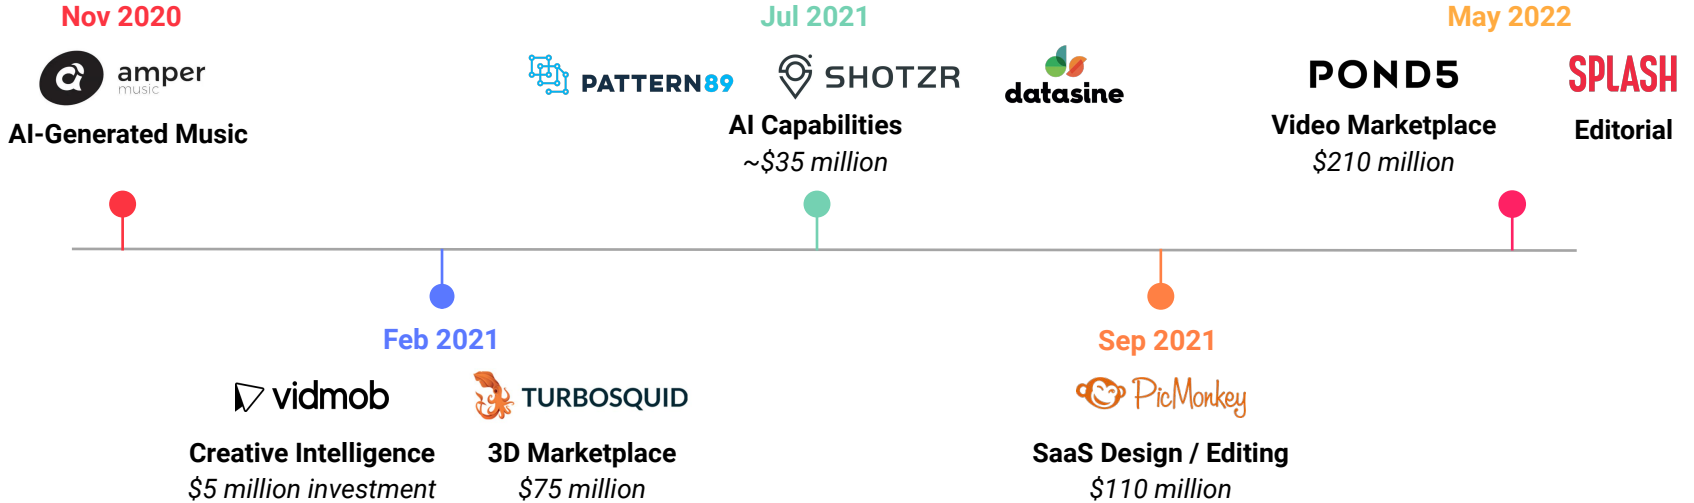 Nov 2020
amper
music
AI-Generated Music
Jul 2021
PATTERN89
SHOTZR
datasine
AI Capabilities
~$35 million
May 2022
POND5
Video Marketplace
$210 million
SPLASH
Editorial
Feb 2021
vidmob
Creative Intelligence
$5 million investment
TURBOSQUID
3D Marketplace
$75 million
Sep 2021
PicMonkey
SaaS Design / Editing
$110 million